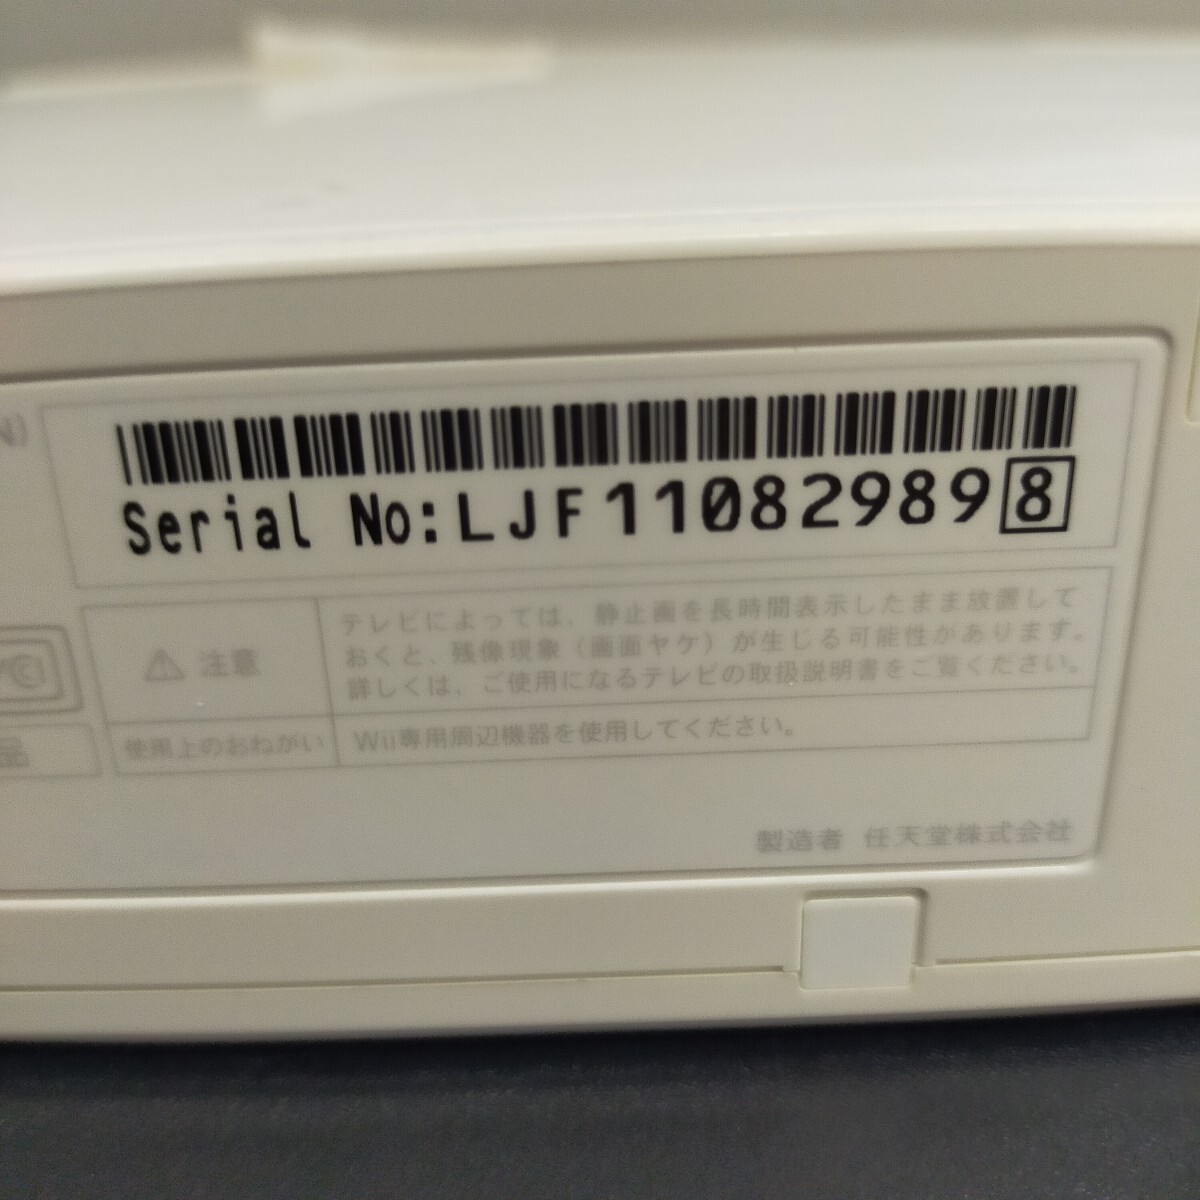 N)
Serial No:LJF110829898
⚠ 注意
テレビによっては、静止画を長時間表示したまま放置して
おくと、残像現象（画面ヤケ）が生じる可能性があります。
詳しくは、ご使用になるテレビの取扱説明書をご覧ください。
使用上のおねがい
Wii専用周辺機器を使用してください。
品
製造者 任天堂株式会社